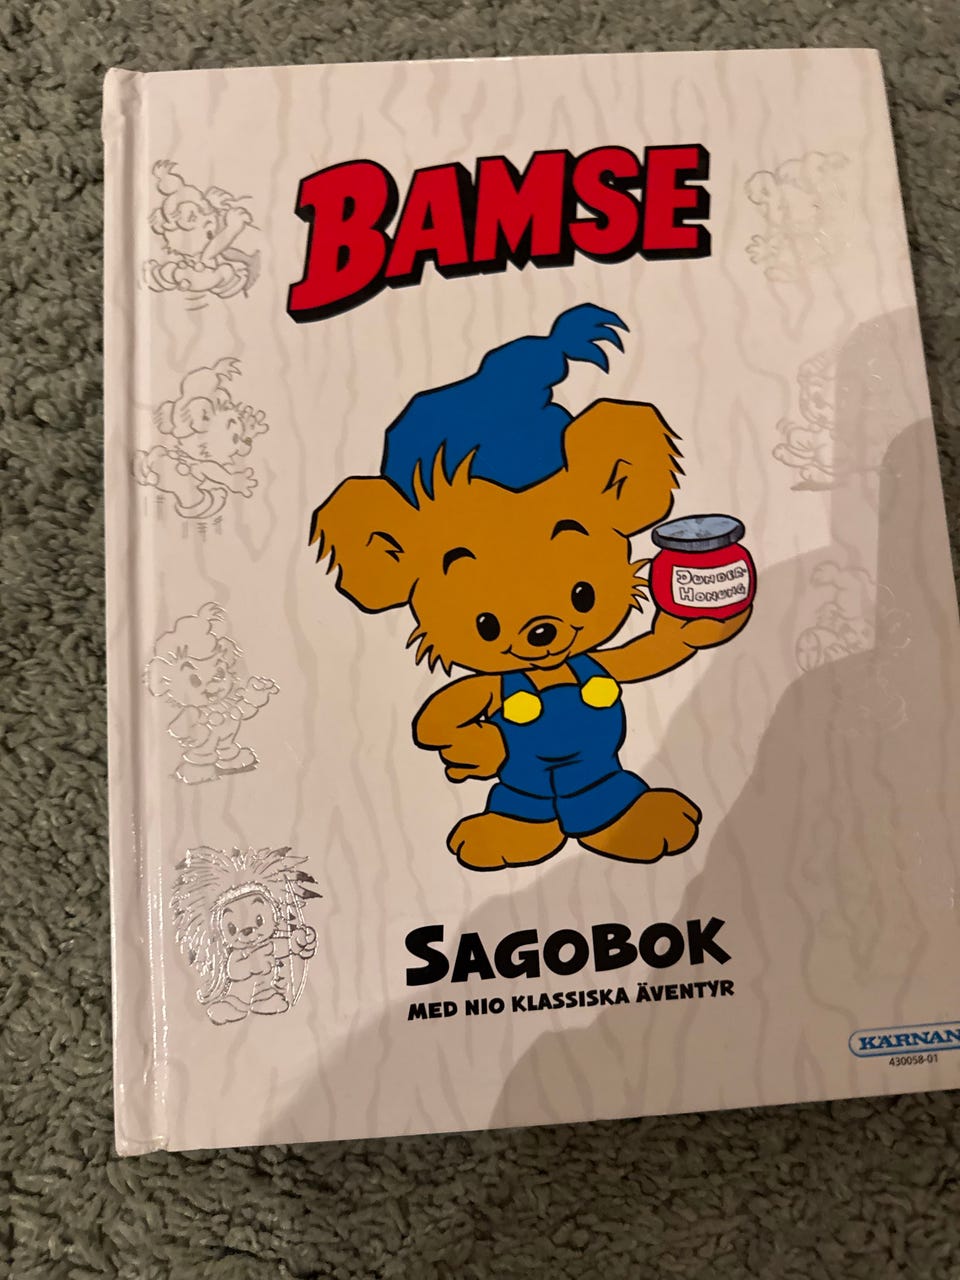 BAMSE
DUNDER-
HONUNG
SAGOBOK
MED NIO KLASSISKA ÄVENTYR
KÄRNAN
430058-01